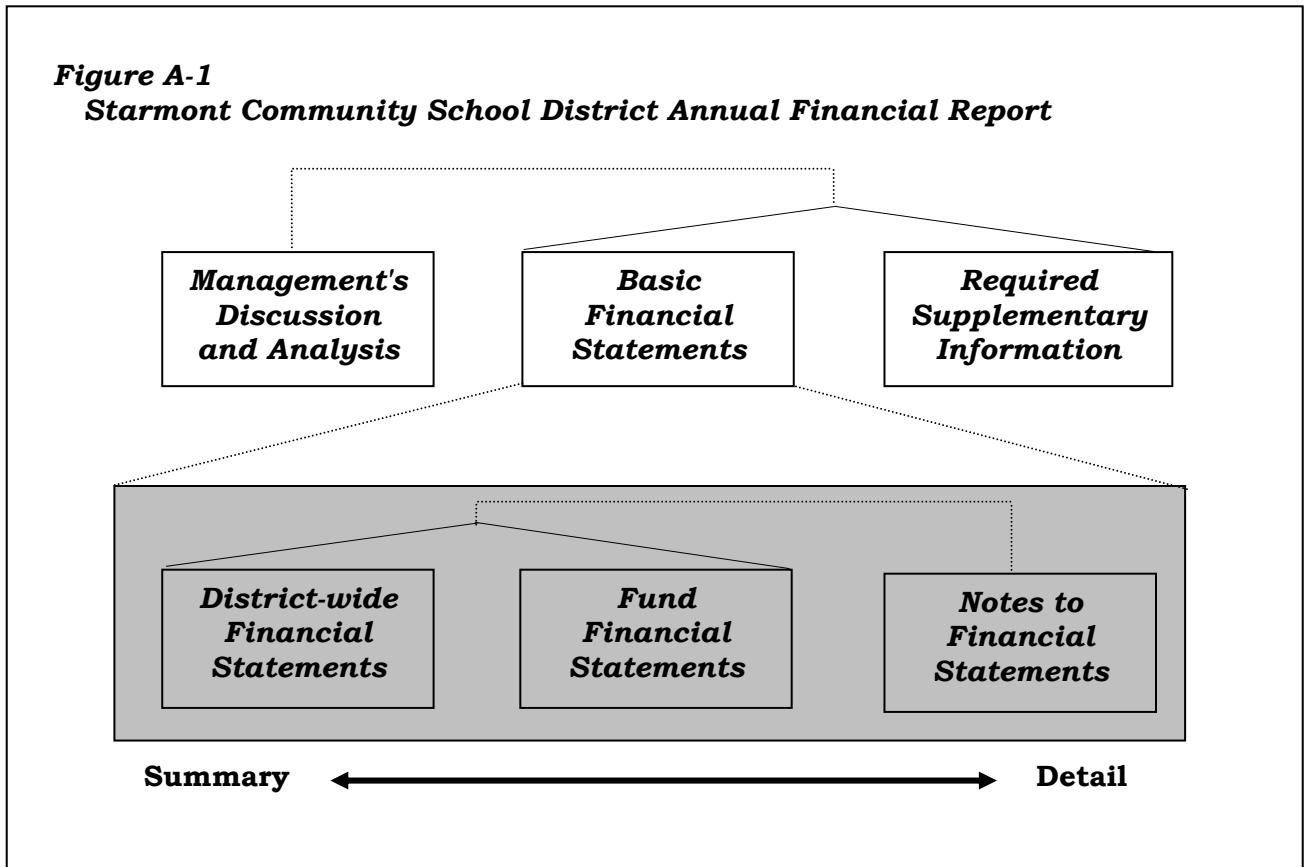 Figure A-1
Starmont Community School District Annual Financial Report
Management's
Discussion
and Analysis
Basic
Financial
Statements
Required
Supplementary
Information
District-wide
Financial
Statements
Fund
Financial
Statements
Notes to
Financial
Statements
Summary
Detail